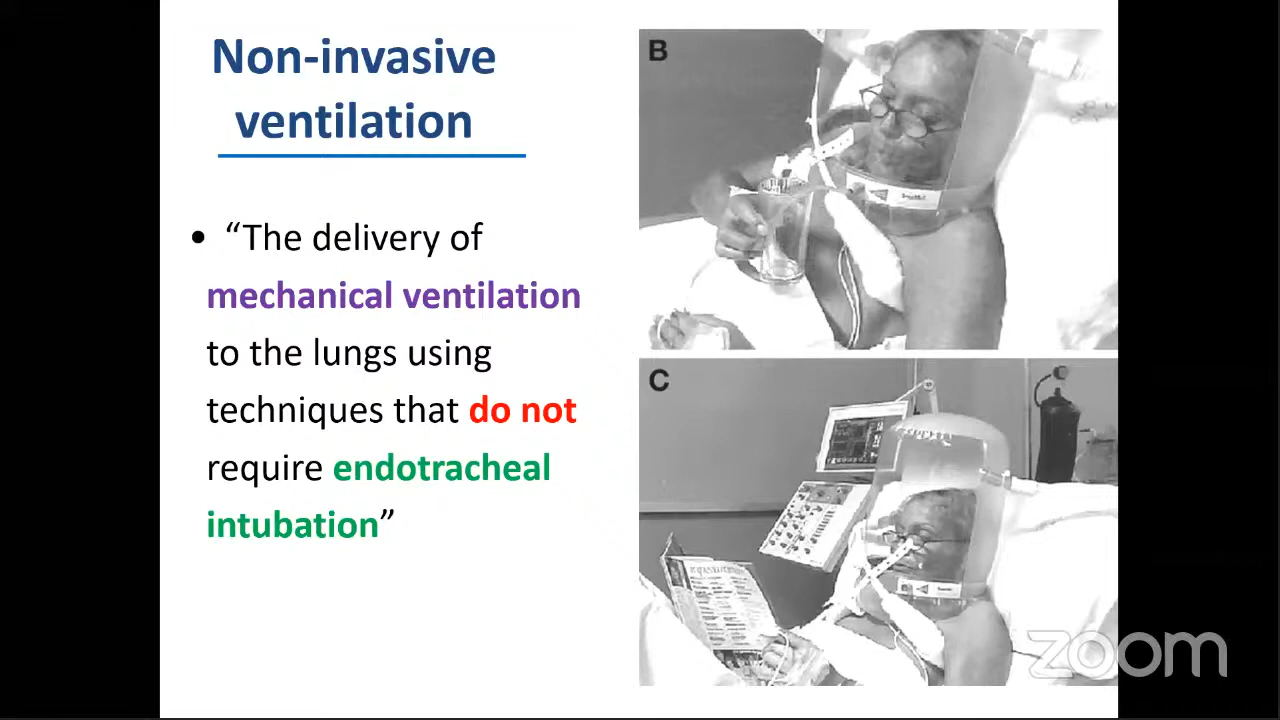 Non-invasive
ventilation
• “The delivery of
mechanical ventilation
to the lungs using
techniques that do not
require endotracheal
intubation”
B
C
zoom